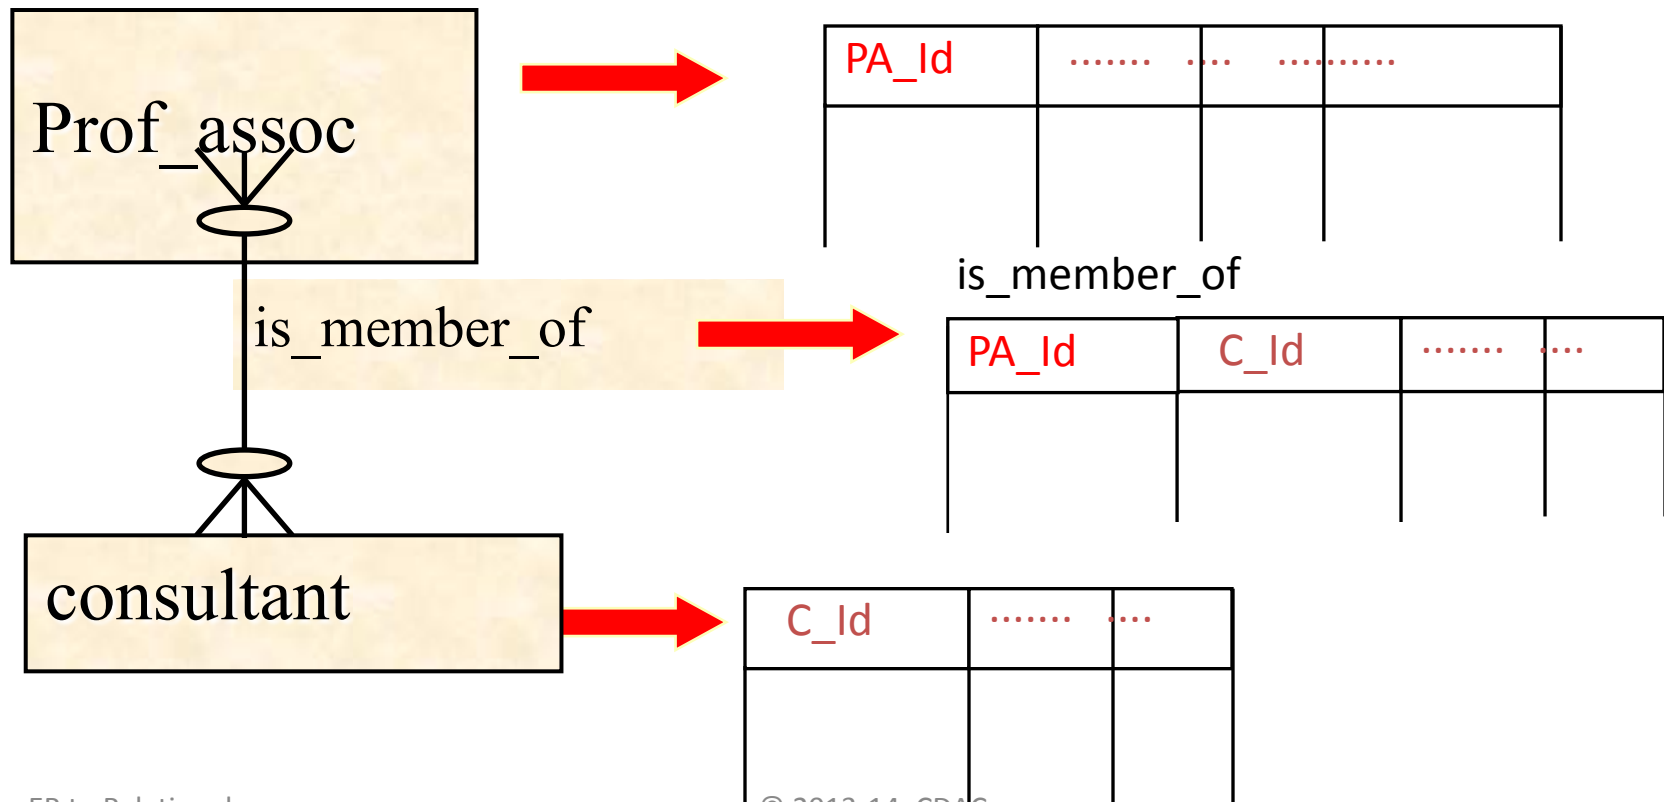 Prof_assoc
PA_Id ....... .... ..........
is_member_of
is_member_of
PA_Id C_Id ....... ....
consultant
C_Id ....... ....